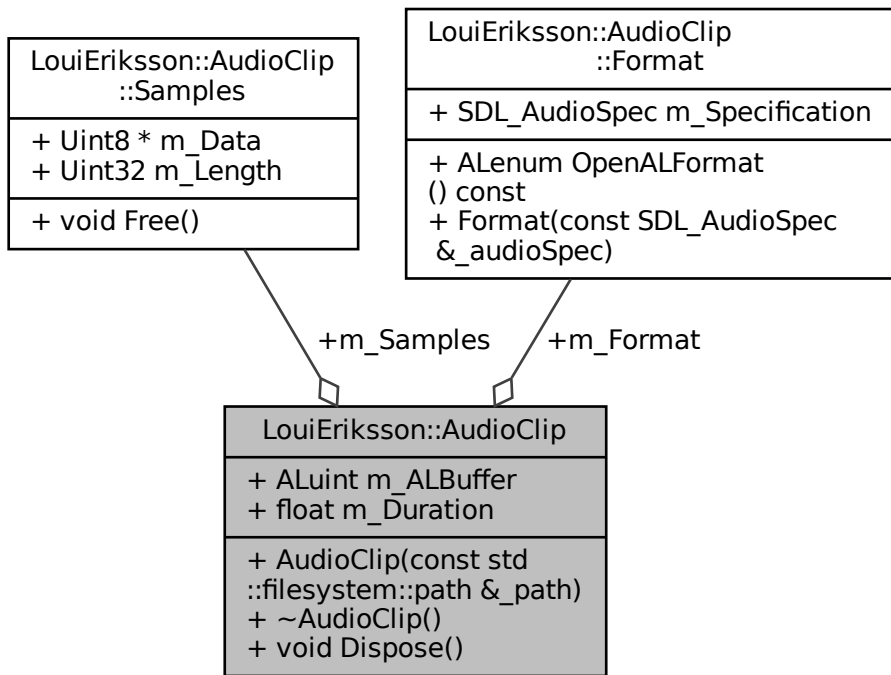 LouiEriksson::AudioClip
::Samples
+ Uint8 * m_Data
+ Uint32 m_Length
+ void Free()
LouiEriksson::AudioClip
::Format
+ SDL_AudioSpec m_Specification
+ ALenum OpenALFormat
() const
+ Format(const SDL_AudioSpec
&_audioSpec)
+m_Samples
+m_Format
LouiEriksson::AudioClip
+ ALuint m_ALBuffer
+ float m_Duration
+ AudioClip(const std
::filesystem::path &_path)
+ ~AudioClip()
+ void Dispose()